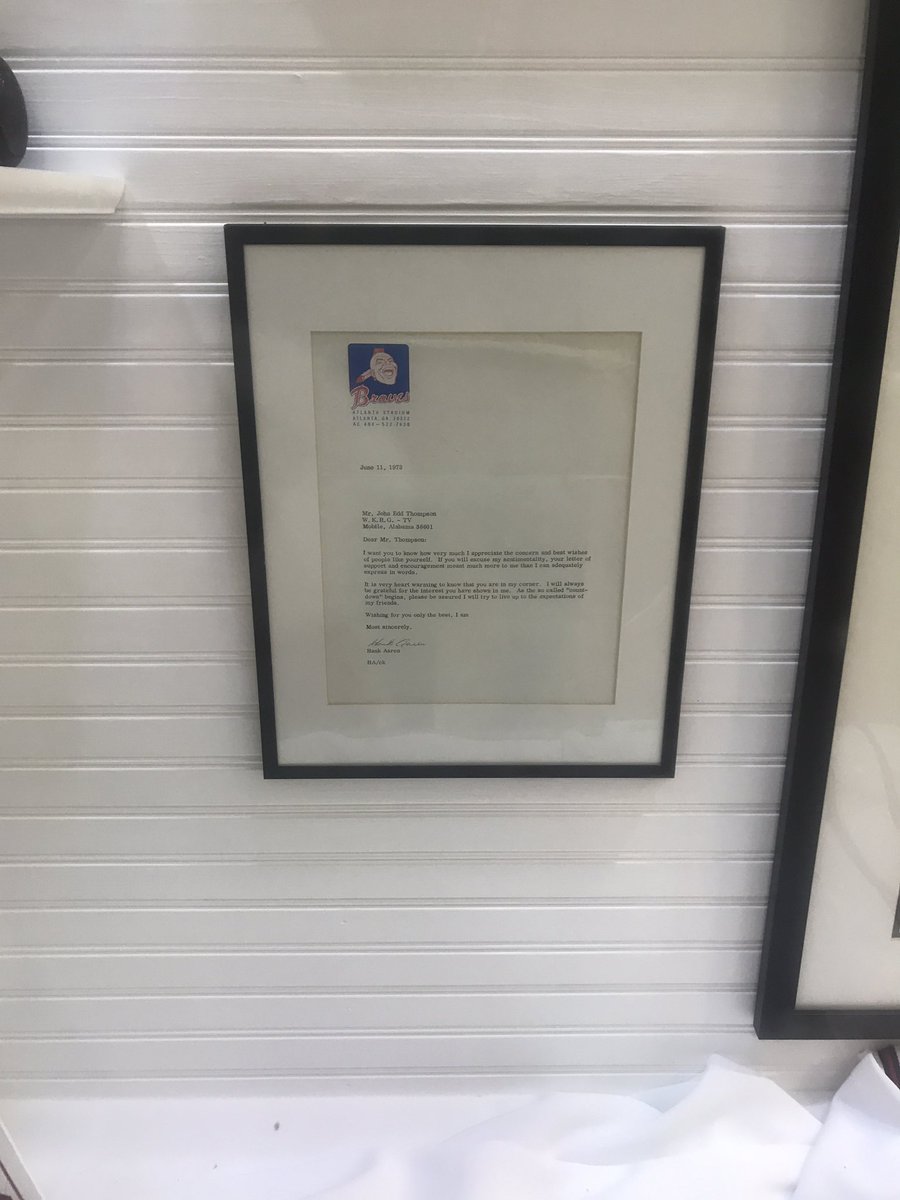 Braves
ATLANTA STADIUM
ATLANTA, GA 30312
AC 404-522-7630
June 11, 1973
Mr. John Edd Thompson
W.K.R.G. - TV
Mobile, Alabama 36601
Dear Mr. Thompson:
I want you to know how very much I appreciate the concern and best wishes
of people like yourself. If you will excuse my sentimentality, your letter of
support and encouragement meant much more to me than I can adequately
express in words.
It is very heart warming to know that you are in my corner. I will always
be grateful for the interest you have shown in me. As the so called "count-
down" begins, please be assured I will try to live up to the expectations of
my friends.
Wishing for you only the best, I am
Most sincerely,
Hank Aaron
Hank Aaron
HA/ck